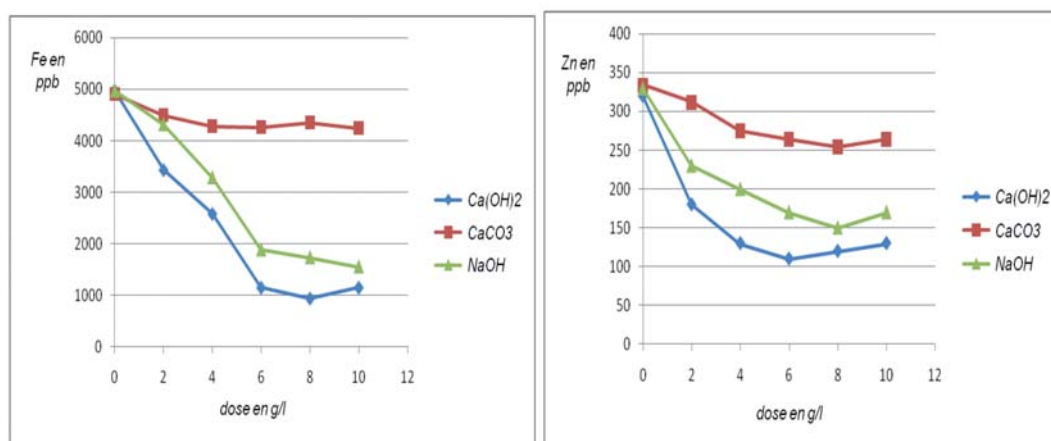 Fe en
ppb
6000
5000
4000
3000
2000
1000
0
0 2 4 6 8 10 12
dose en g/l
Ca(OH)2
CaCO3
NaOH
Zn en
ppb
400
350
300
250
200
150
100
50
0
0 2 4 6 8 10 12
dose en g/l
Ca(OH)2
CaCO3
NaOH